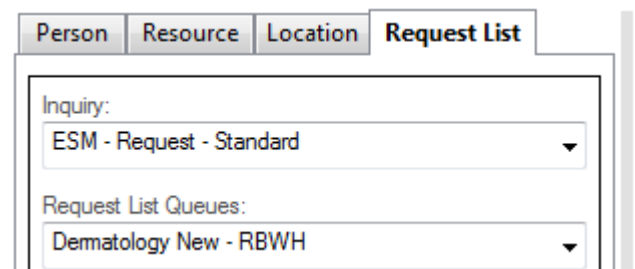 Person Resource Location Request List
Inquiry:
ESM - Request - Standard
Request List Queues:
Dermatology New - RBWH